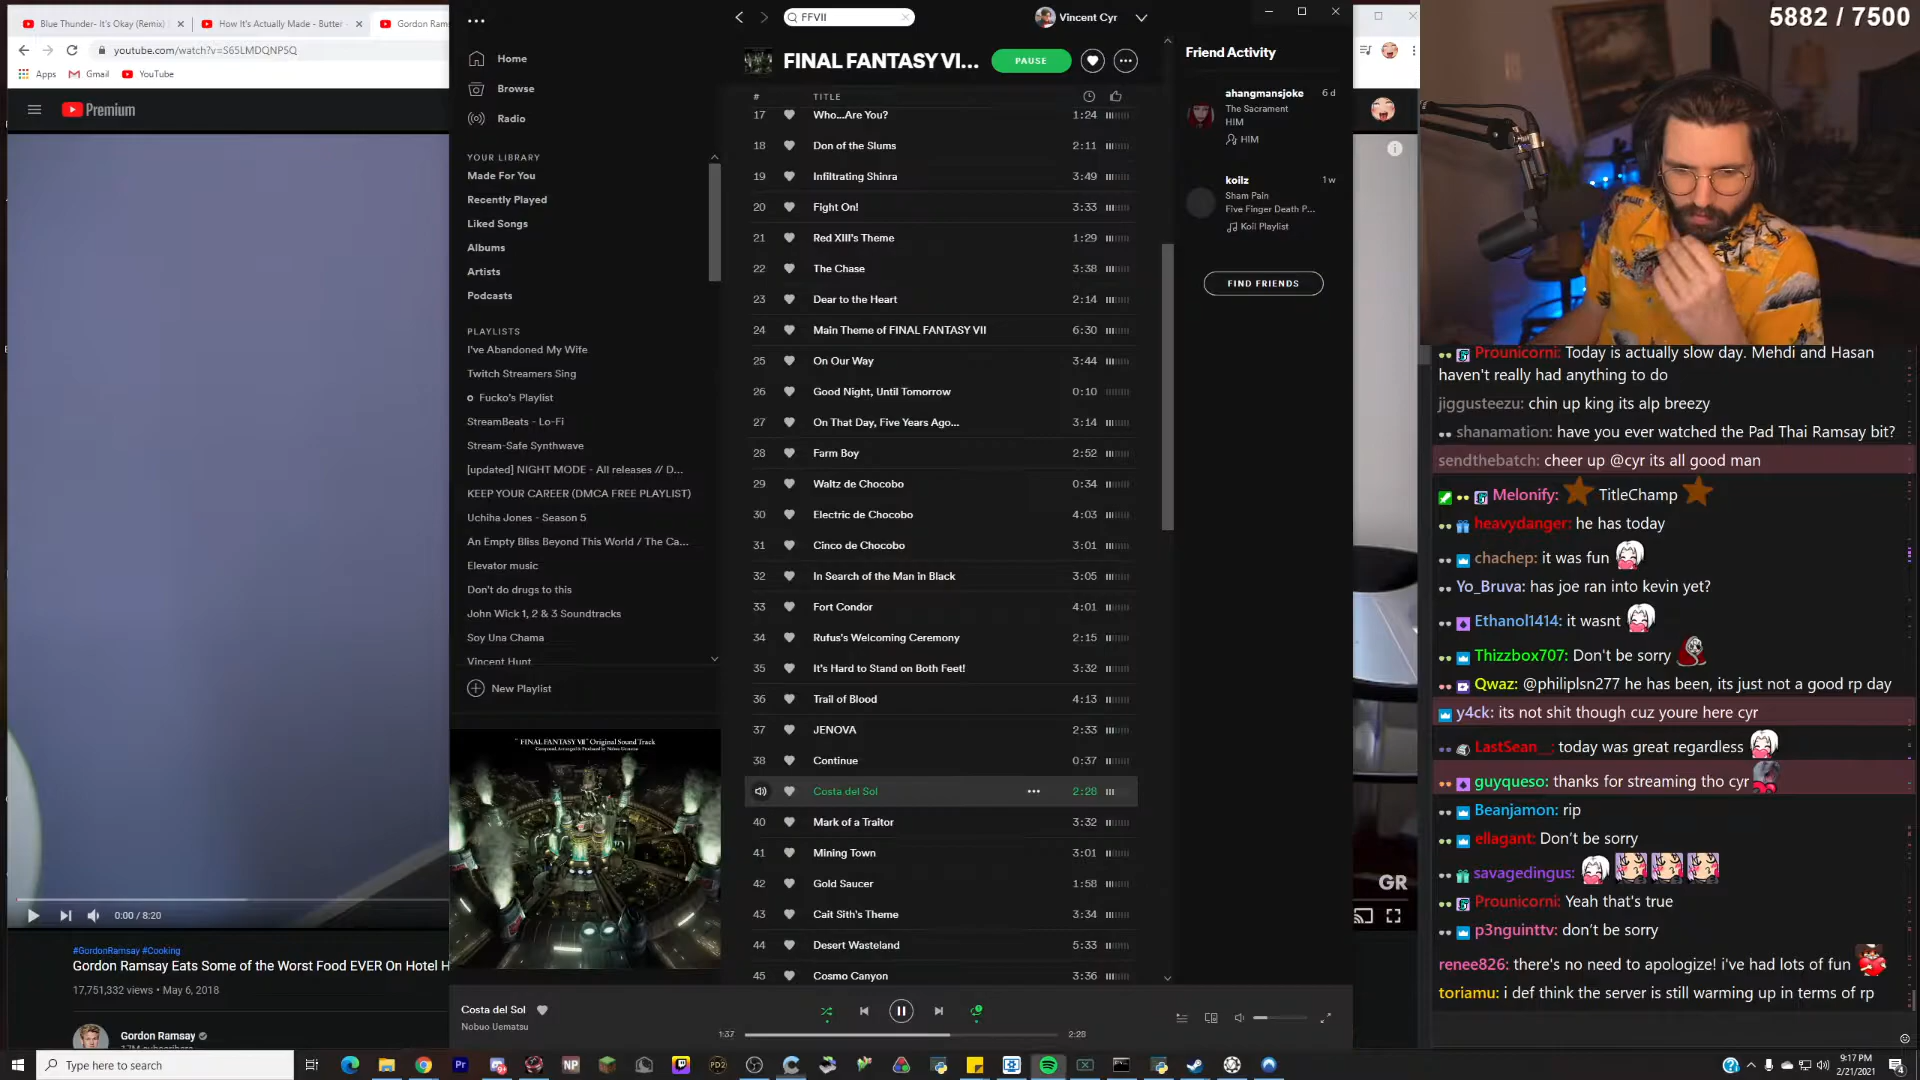 Blue Thunder- It's Okay (Remix)
How It's Actually Made - Butter -
Gordon Ram
youtube.com/watch?v=S65LMDQNPSQ
Apps
Gmail
YouTube
Premium
0:00 / 8:20
#GordonRamsay #Cooking
Gordon Ramsay Eats Some of the Worst Food EVER On Hotel H
17,751,332 views • May 6, 2018
Gordon Ramsay
Home
Browse
Radio
YOUR LIBRARY
Made For You
Recently Played
Liked Songs
Albums
Artists
Podcasts
PLAYLISTS
I've Abandoned My Wife
Twitch Streamers Sing
Fucko's Playlist
StreamBeats - Lo-Fi
Stream-Safe Synthwave
[updated] NIGHT MODE - All releases // D...
KEEP YOUR CAREER (DMCA FREE PLAYLIST)
Uchiha Jones - Season 5
An Empty Bliss Beyond This World / The Ca...
Elevator music
Don't do drugs to this
John Wick 1, 2 & 3 Soundtracks
Soy Una Chama
Vincent Hunt
New Playlist
" FINAL FANTASY VII " Original Sound Track
FFVII
Vincent Cyr
FINAL FANTASY VI...
PAUSE
# TITLE
17 Who...Are You? 1:24
18 Don of the Slums 2:11
19 Infiltrating Shinra 3:49
20 Fight On! 3:33
21 Red XIII's Theme 1:29
22 The Chase 3:38
23 Dear to the Heart 2:14
24 Main Theme of FINAL FANTASY VII 6:30
25 On Our Way 3:44
26 Good Night, Until Tomorrow 0:10
27 On That Day, Five Years Ago... 3:14
28 Farm Boy 2:52
29 Waltz de Chocobo 0:34
30 Electric de Chocobo 4:03
31 Cinco de Chocobo 3:01
32 In Search of the Man in Black 3:05
33 Fort Condor 4:01
34 Rufus's Welcoming Ceremony 2:15
35 It's Hard to Stand on Both Feet! 3:32
36 Trail of Blood 4:13
37 JENOVA 2:33
38 Continue 0:37
Costa del Sol 2:28
40 Mark of a Traitor 3:32
41 Mining Town 3:01
42 Gold Saucer 1:58
43 Cait Sith's Theme 3:34
44 Desert Wasteland 5:33
45 Cosmo Canyon 3:36
Costa del Sol
Nobuo Uematsu
1:37
2:28
Friend Activity
ahangmansjoke 6 d
The Sacrament
HIM
HIM
koilz 1 w
Sham Pain
Five Finger Death P...
Koil Playlist
FIND FRIENDS
GR
5882 / 7500
Prounicorni: Today is actually slow day. Mehdi and Hasan
haven't really had anything to do
jiggusteezu: chin up king its alp breezy
shanamation: have you ever watched the Pad Thai Ramsay bit?
sendthebatch: cheer up @cyr its all good man
Melonify: TitleChamp
heavydanger: he has today
chachep: it was fun
Yo_Bruva: has joe ran into kevin yet?
Ethanol1414: it wasnt
Thizzbox707: Don't be sorry
Qwaz: @philiplsn277 he has been, its just not a good rp day
y4ck: its not shit though cuz youre here cyr
LastSean__: today was great regardless
guyqueso: thanks for streaming tho cyr
Beanjamon: rip
ellagant: Don't be sorry
savagedingus:
Prounicorni: Yeah that's true
p3nguinttv: don't be sorry
renee826: there's no need to apologize! i've had lots of fun
toriamu: i def think the server is still warming up in terms of rp
Type here to search
Pr
NP
PD2
9:17 PM
2/21/2021